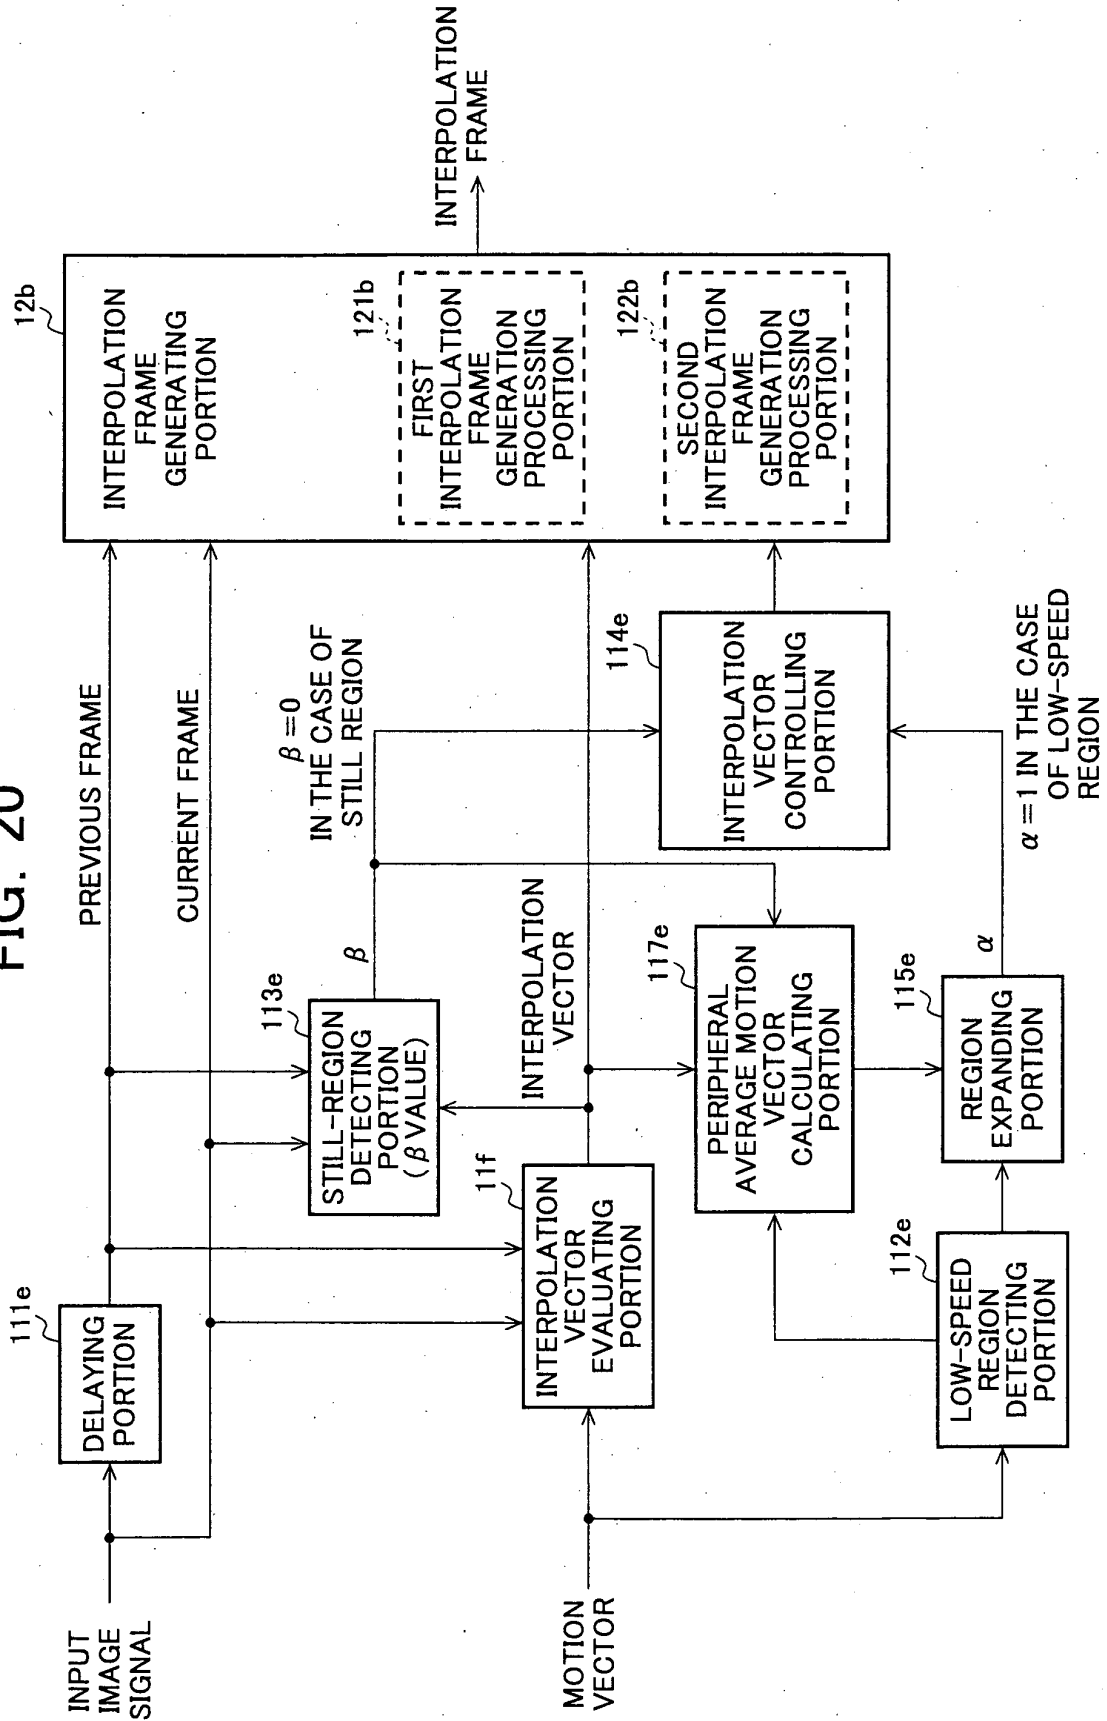 FIG. 20
INPUT
IMAGE
SIGNAL
111e
DELAYING
PORTION
PREVIOUS FRAME
CURRENT FRAME
113e
STILL-REGION
DETECTING
PORTION
(β VALUE)
β
β=0
IN THE CASE OF
STILL REGION
MOTION
VECTOR
11f
INTERPOLATION
VECTOR
EVALUATING
PORTION
INTERPOLATION
VECTOR
117e
PERIPHERAL
AVERAGE MOTION
VECTOR
CALCULATING
PORTION
112e
LOW-SPEED
REGION
DETECTING
PORTION
115e
REGION
EXPANDING
PORTION
α
α=1 IN THE CASE
OF LOW-SPEED
REGION
114e
INTERPOLATION
VECTOR
CONTROLLING
PORTION
12b
INTERPOLATION
FRAME
GENERATING
PORTION
121b
FIRST
INTERPOLATION
FRAME
GENERATION
PROCESSING
PORTION
122b
SECOND
INTERPOLATION
FRAME
GENERATION
PROCESSING
PORTION
INTERPOLATION
FRAME